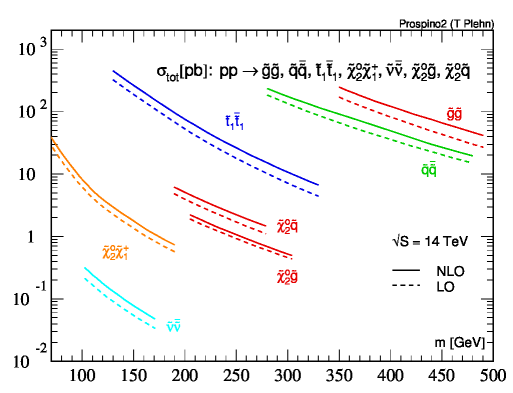 Prospino2 (T Plehn)
σtot[pb]: pp → g̃g̃, q̃q̃̄, t̃1t̃̄1, χ̃2oχ̃1+, ν̃ν̃̄, χ̃2og̃, χ̃2oq̃
10 3
10 2
10
1
10 -1
10 -2
t̃1t̃̄1
g̃g̃
q̃q̃̄
χ̃2oq̃
χ̃2oχ̃1+
χ̃2og̃
ν̃ν̃̄
√S = 14 TeV
NLO
LO
m [GeV]
100 150 200 250 300 350 400 450 500